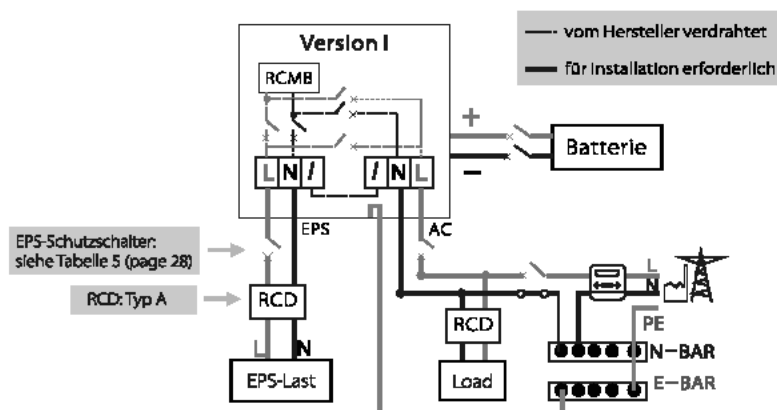 Version I
vom Hersteller verdrahtet
für Installation erforderlich
RCMB
+
−
Batterie
L N /
/ N L
EPS
AC
EPS-Schutzschalter:
siehe Tabelle 5 (page 28)
RCD: Typ A
RCD
L N
EPS-Last
RCD
Load
L
N
PE
N-BAR
E-BAR